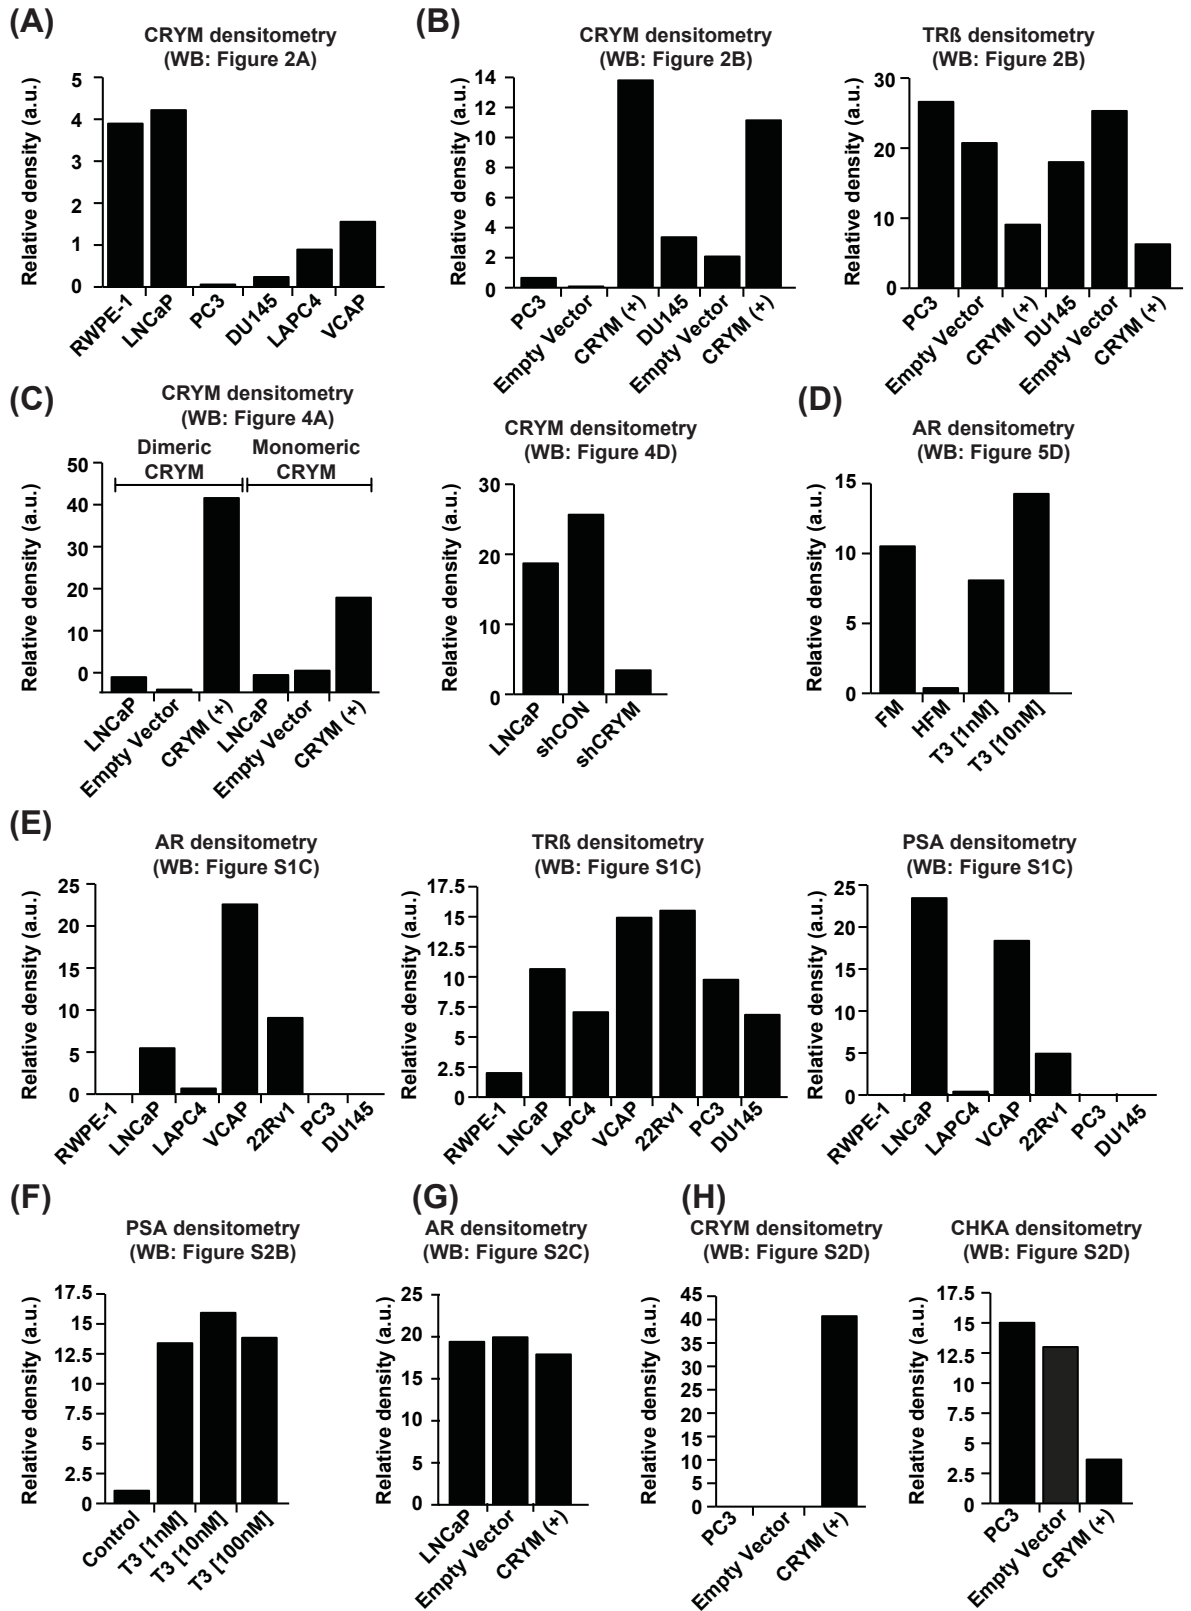 (A)
CRYM densitometry
(WB: Figure 2A)
Relative density (a.u.)
5
4
3
2
1
0
RWPE-1
LNCaP
PC3
DU145
LAPC4
VCAP
(B)
CRYM densitometry
(WB: Figure 2B)
Relative density (a.u.)
14
12
10
8
6
4
2
0
PC3
Empty Vector
CRYM (+)
DU145
Empty Vector
CRYM (+)
TRß densitometry
(WB: Figure 2B)
Relative density (a.u.)
30
20
10
0
PC3
Empty Vector
CRYM (+)
DU145
Empty Vector
CRYM (+)
(C)
CRYM densitometry
(WB: Figure 4A)
Dimeric
CRYM
Monomeric
CRYM
Relative density (a.u.)
50
40
30
20
10
0
LNCaP
Empty Vector
CRYM (+)
LNCaP
Empty Vector
CRYM (+)
CRYM densitometry
(WB: Figure 4D)
Relative density (a.u.)
30
20
10
0
LNCaP
shCON
shCRYM
(D)
AR densitometry
(WB: Figure 5D)
Relative density (a.u.)
15
10
5
0
FM
HFM
T3 [1nM]
T3 [10nM]
(E)
AR densitometry
(WB: Figure S1C)
Relative density (a.u.)
25
20
15
10
5
0
RWPE-1
LNCaP
LAPC4
VCAP
22Rv1
PC3
DU145
TRß densitometry
(WB: Figure S1C)
Relative density (a.u.)
17.5
15
12.5
10
7.5
5
2.5
0
RWPE-1
LNCaP
LAPC4
VCAP
22Rv1
PC3
DU145
PSA densitometry
(WB: Figure S1C)
Relative density (a.u.)
25
20
15
10
5
0
RWPE-1
LNCaP
LAPC4
VCAP
22Rv1
PC3
DU145
(F)
PSA densitometry
(WB: Figure S2B)
Relative density (a.u.)
17.5
15
12.5
10
7.5
5
2.5
0
Control
T3 [1nM]
T3 [10nM]
T3 [100nM]
(G)
AR densitometry
(WB: Figure S2C)
Relative density (a.u.)
25
20
15
10
5
0
LNCaP
Empty Vector
CRYM (+)
(H)
CRYM densitometry
(WB: Figure S2D)
Relative density (a.u.)
45
40
35
30
25
20
15
10
5
0
PC3
Empty Vector
CRYM (+)
CHKA densitometry
(WB: Figure S2D)
Relative density (a.u.)
17.5
15
12.5
10
7.5
5
2.5
0
PC3
Empty Vector
CRYM (+)